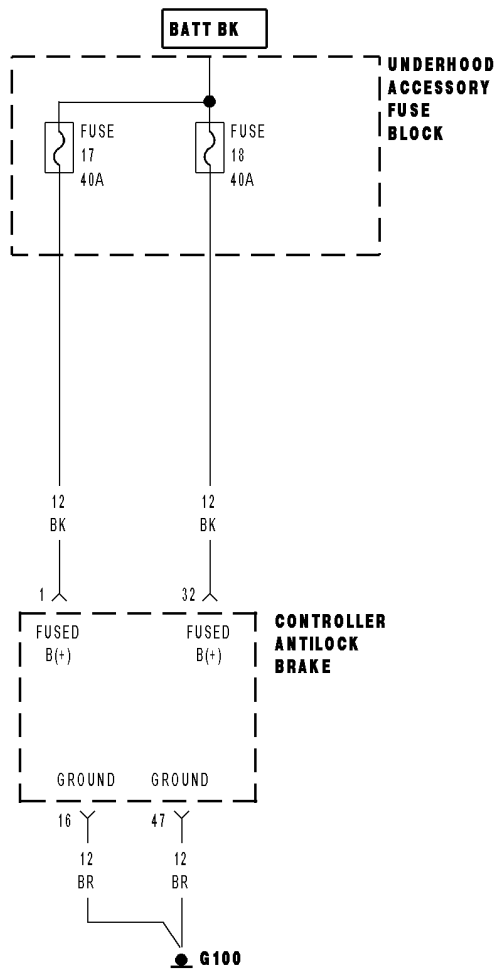 BATT BK
UNDERHOOD
ACCESSORY
FUSE
BLOCK
FUSE
17
40A
FUSE
18
40A
12
BK
12
BK
1
32
FUSED
B(+)
FUSED
B(+)
CONTROLLER
ANTILOCK
BRAKE
GROUND
GROUND
16
47
12
BR
12
BR
G100